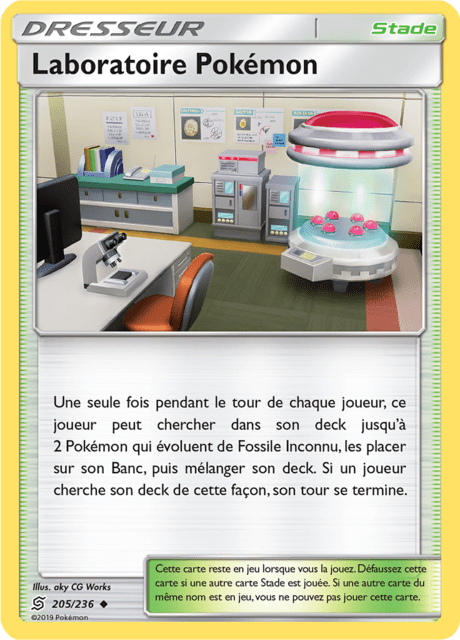 DRESSEUR
Stade
Laboratoire Pokémon
Une seule fois pendant le tour de chaque joueur, ce
joueur peut chercher dans son deck jusqu'à
2 Pokémon qui évoluent de Fossile Inconnu, les placer
sur son Banc, puis mélanger son deck. Si un joueur
cherche son deck de cette façon, son tour se termine.
Cette carte reste en jeu lorsque vous la jouez. Défaussez cette
carte si une autre carte Stade est jouée. Si une autre carte du
même nom est en jeu, vous ne pouvez pas jouer cette carte.
Illus. aky CG Works
205/236
©2019 Pokémon